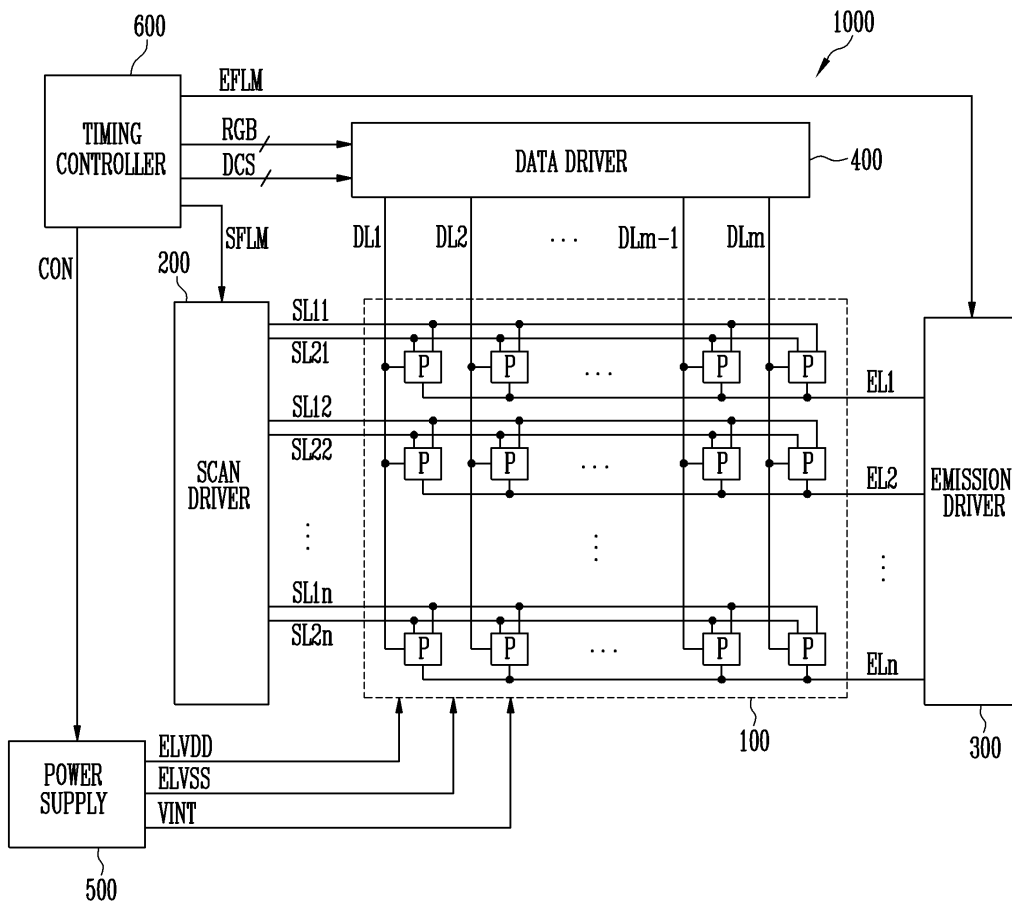 600
1000
EFLM
TIMING
CONTROLLER
RGB
DCS
DATA DRIVER
400
SFLM
CON
200
DL1
DL2
...
DLm-1
DLm
SL11
SL21
P
P
...
P
P
EL1
SL12
SL22
P
P
...
P
P
EL2
SCAN
DRIVER
EMISSION
DRIVER
SL1n
SL2n
P
P
...
P
P
ELn
100
300
POWER
SUPPLY
ELVDD
ELVSS
VINT
500